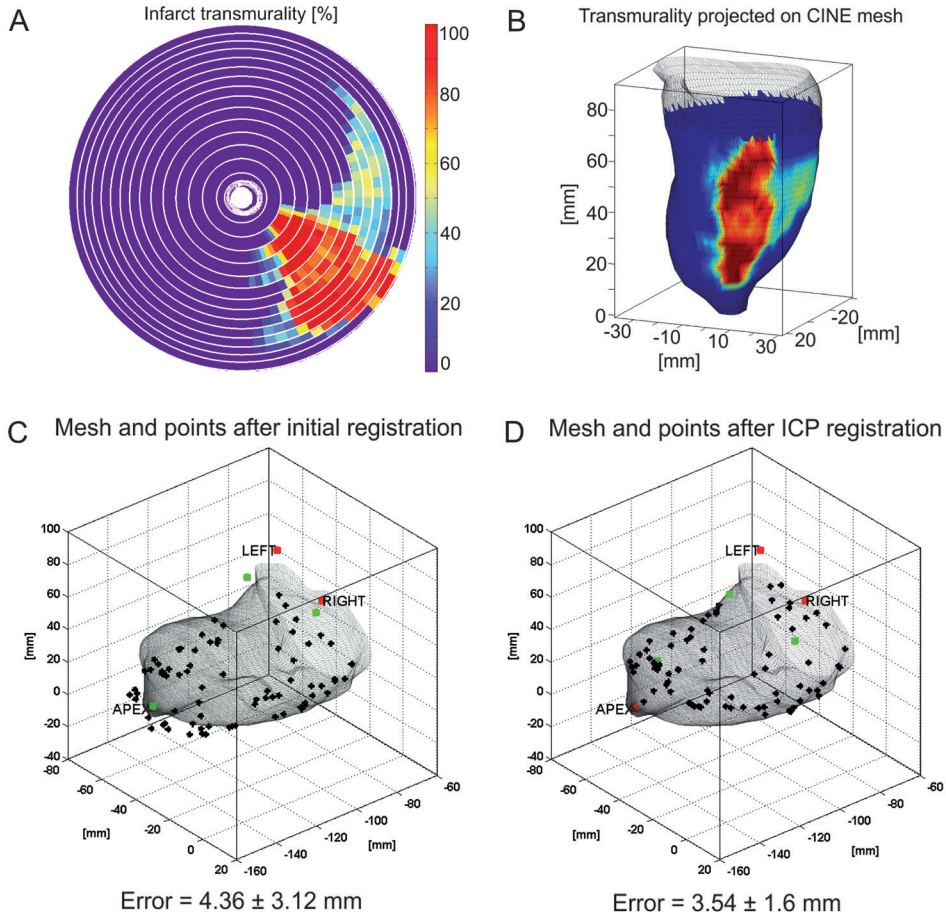 A
Infarct transmurality [%]
100
80
60
40
20
0
B
Transmurality projected on CINE mesh
80
60
40
20
0
[mm]
-30
-10
10
30
[mm]
20
-20
[mm]
C
Mesh and points after initial registration
100
80
60
40
20
0
-20
-40
[mm]
LEFT
RIGHT
APEX
-80
-60
-40
-20
0
20
[mm]
-160
-140
-120
-100
-80
-60
[mm]
Error = 4.36 ± 3.12 mm
D
Mesh and points after ICP registration
100
80
60
40
20
0
-20
-40
[mm]
LEFT
RIGHT
APEX
-80
-60
-40
-20
0
20
[mm]
-160
-140
-120
-100
-80
-60
[mm]
Error = 3.54 ± 1.6 mm